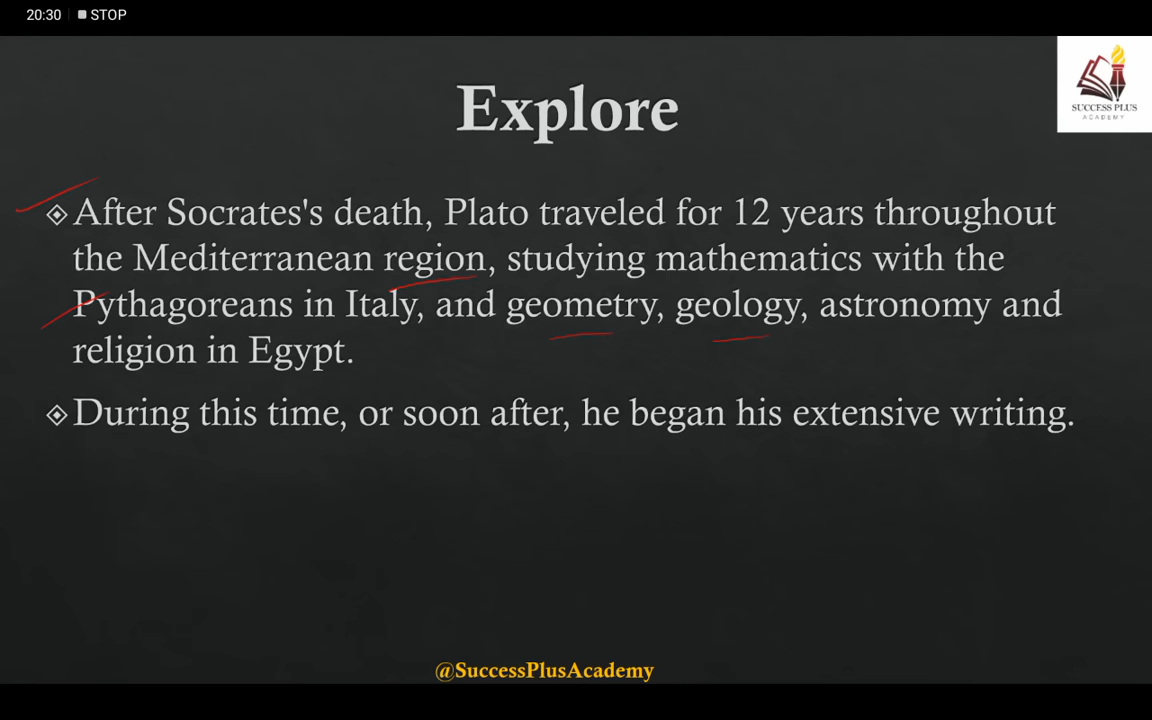 20:30 STOP
Explore
SUCCESS PLUS
ACADEMY
After Socrates's death, Plato traveled for 12 years throughout
the Mediterranean region, studying mathematics with the
Pythagoreans in Italy, and geometry, geology, astronomy and
religion in Egypt.
During this time, or soon after, he began his extensive writing.
@SuccessPlusAcademy